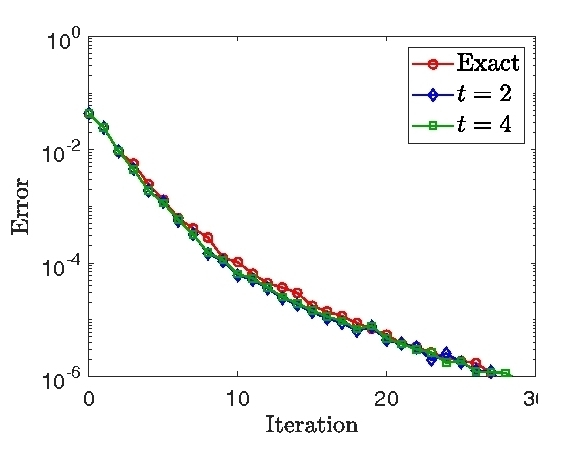 10^0
10^-2
10^-4
10^-6
Error
Exact
t = 2
t = 4
0 10 20 30
Iteration